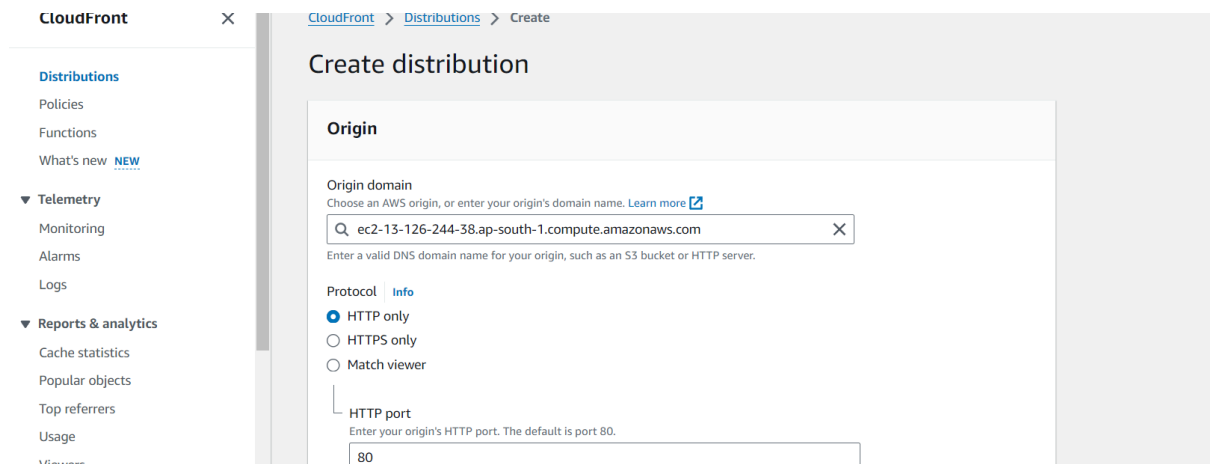 CloudFront
CloudFront > Distributions > Create
Distributions
Policies
Functions
What's new NEW
Telemetry
Monitoring
Alarms
Logs
Reports & analytics
Cache statistics
Popular objects
Top referrers
Usage
Viewers
Create distribution
Origin
Origin domain
Choose an AWS origin, or enter your origin's domain name. Learn more
ec2-13-126-244-38.ap-south-1.compute.amazonaws.com
Enter a valid DNS domain name for your origin, such as an S3 bucket or HTTP server.
Protocol Info
HTTP only
HTTPS only
Match viewer
HTTP port
Enter your origin's HTTP port. The default is port 80.
80